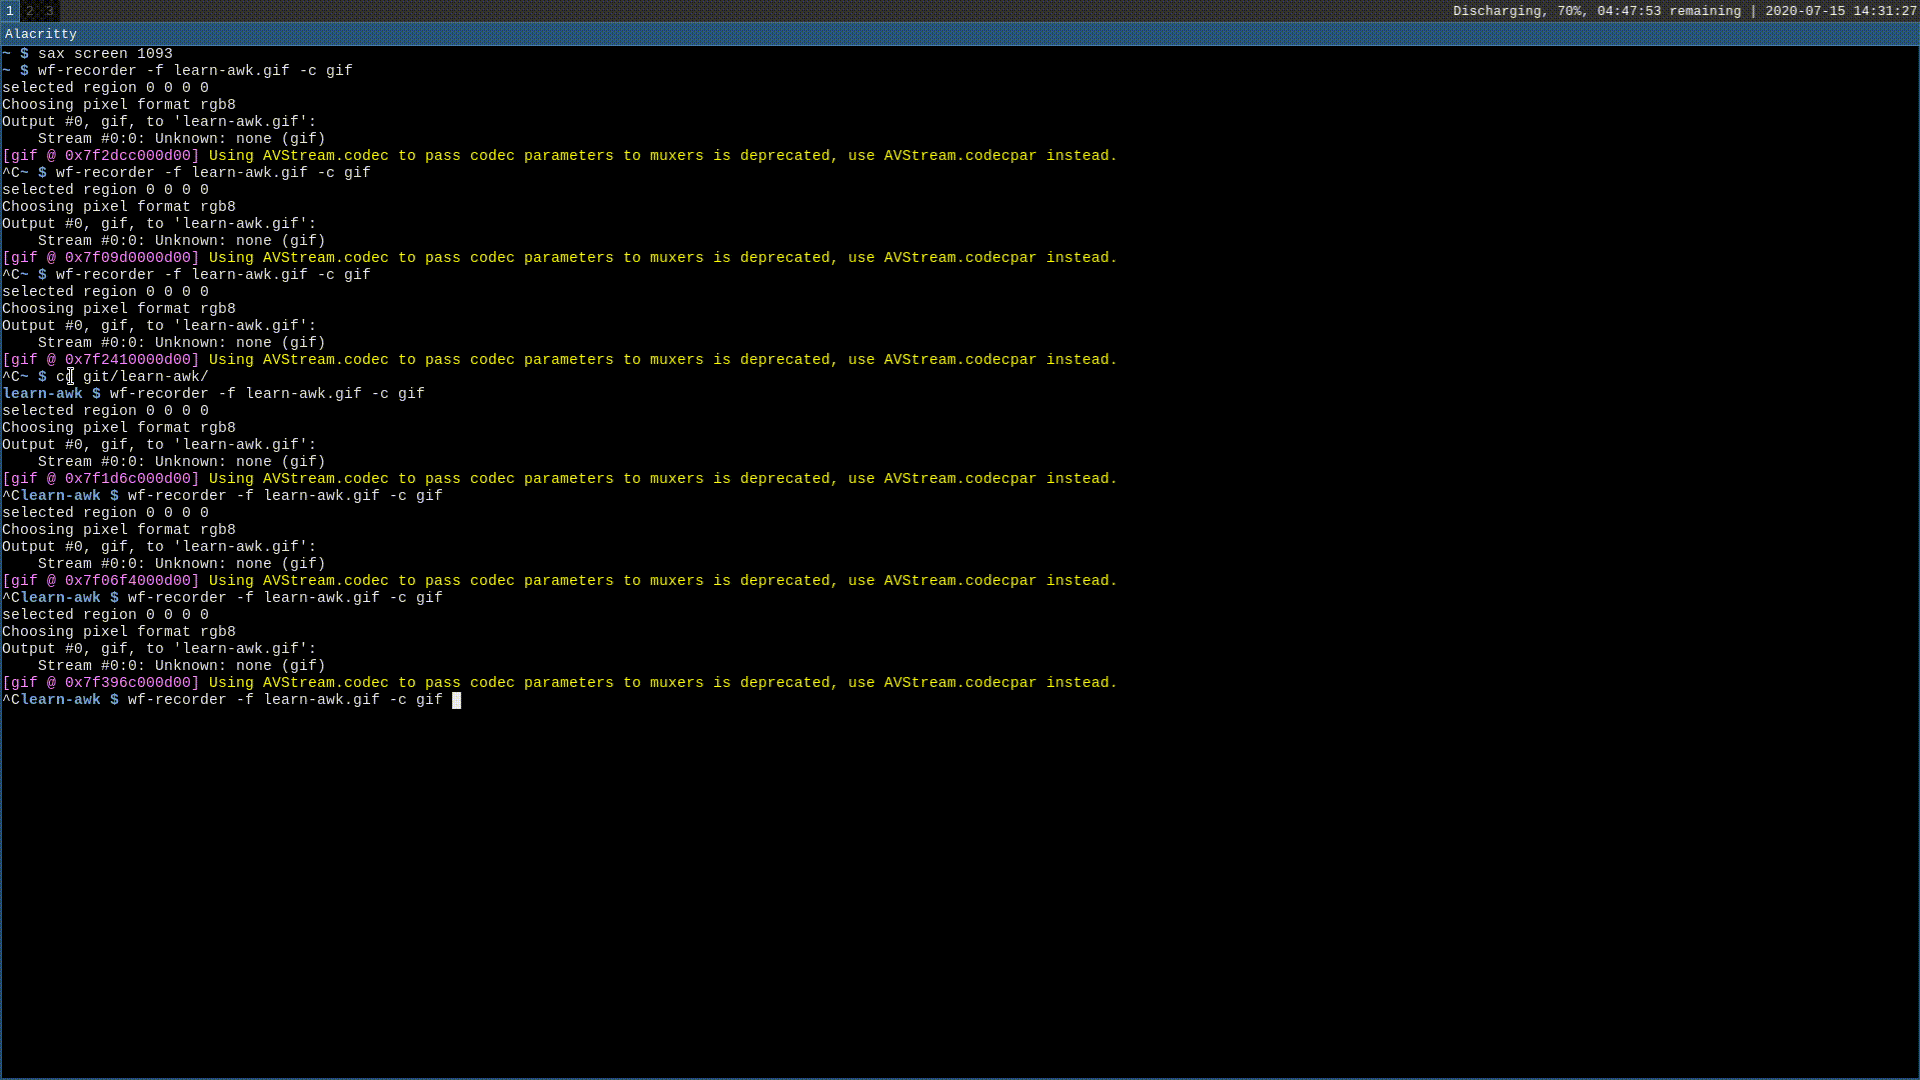 1 2 3 Discharging, 70%, 04:47:53 remaining | 2020-07-15 14:31:27
Alacritty
~ $ sax screen 1093
~ $ wf-recorder -f learn-awk.gif -c gif
selected region 0 0 0 0
Choosing pixel format rgb8
Output #0, gif, to 'learn-awk.gif':
    Stream #0:0: Unknown: none (gif)
[gif @ 0x7f2dcc000d00] Using AVStream.codec to pass codec parameters to muxers is deprecated, use AVStream.codecpar instead.
^C~ $ wf-recorder -f learn-awk.gif -c gif
selected region 0 0 0 0
Choosing pixel format rgb8
Output #0, gif, to 'learn-awk.gif':
    Stream #0:0: Unknown: none (gif)
[gif @ 0x7f09d0000d00] Using AVStream.codec to pass codec parameters to muxers is deprecated, use AVStream.codecpar instead.
^C~ $ wf-recorder -f learn-awk.gif -c gif
selected region 0 0 0 0
Choosing pixel format rgb8
Output #0, gif, to 'learn-awk.gif':
    Stream #0:0: Unknown: none (gif)
[gif @ 0x7f2410000d00] Using AVStream.codec to pass codec parameters to muxers is deprecated, use AVStream.codecpar instead.
^C~ $ cd git/learn-awk/
learn-awk $ wf-recorder -f learn-awk.gif -c gif
selected region 0 0 0 0
Choosing pixel format rgb8
Output #0, gif, to 'learn-awk.gif':
    Stream #0:0: Unknown: none (gif)
[gif @ 0x7f1d6c000d00] Using AVStream.codec to pass codec parameters to muxers is deprecated, use AVStream.codecpar instead.
^Clearn-awk $ wf-recorder -f learn-awk.gif -c gif
selected region 0 0 0 0
Choosing pixel format rgb8
Output #0, gif, to 'learn-awk.gif':
    Stream #0:0: Unknown: none (gif)
[gif @ 0x7f06f4000d00] Using AVStream.codec to pass codec parameters to muxers is deprecated, use AVStream.codecpar instead.
^Clearn-awk $ wf-recorder -f learn-awk.gif -c gif
selected region 0 0 0 0
Choosing pixel format rgb8
Output #0, gif, to 'learn-awk.gif':
    Stream #0:0: Unknown: none (gif)
[gif @ 0x7f396c000d00] Using AVStream.codec to pass codec parameters to muxers is deprecated, use AVStream.codecpar instead.
^Clearn-awk $ wf-recorder -f learn-awk.gif -c gif